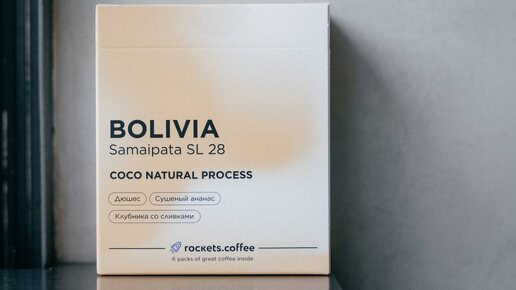 BOLIVIA
Samaipata SL 28
COCO NATURAL PROCESS
Дюшес Сушеный ананас
Клубника со сливками
rockets.coffee
6 packs of great coffee inside